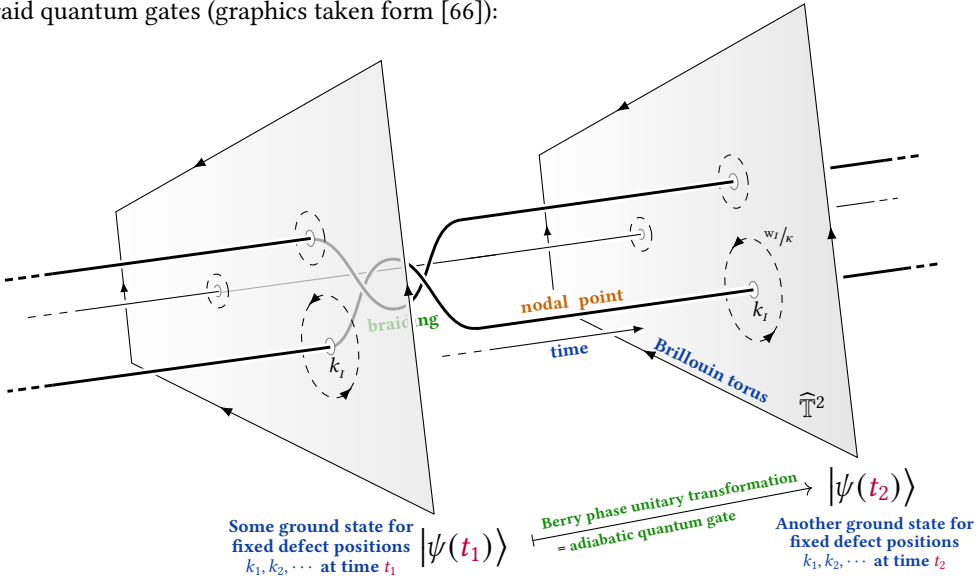 raid quantum gates (graphics taken form [66]):
w_I/κ
nodal point
braiding
k_I
k_I
time
Brillouin torus
𝕋̂²
Some ground state for
fixed defect positions
k₁, k₂, ⋯ at time t₁
|ψ(t₁)⟩
Berry phase unitary transformation
= adiabatic quantum gate
|ψ(t₂)⟩
Another ground state for
fixed defect positions
k₁, k₂, ⋯ at time t₂